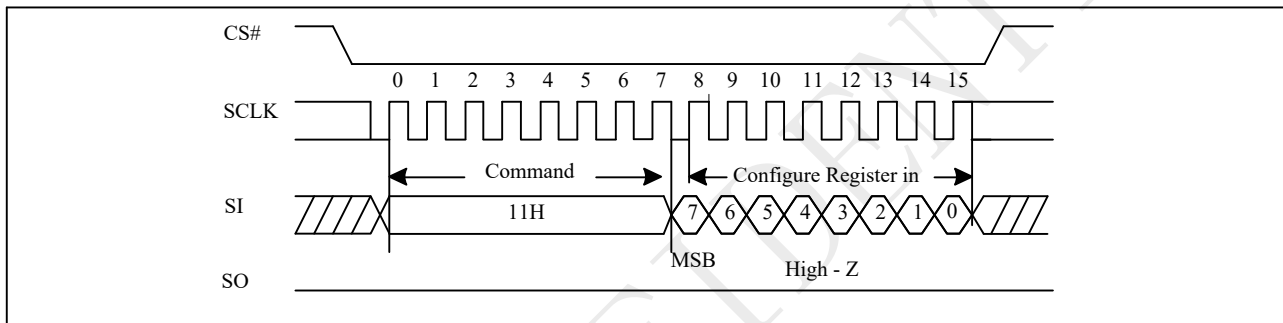 CS#
0 1 2 3 4 5 6 7 8 9 10 11 12 13 14 15
SCLK
Command
Configure Register in
SI
11H
7 6 5 4 3 2 1 0
MSB
High - Z
SO